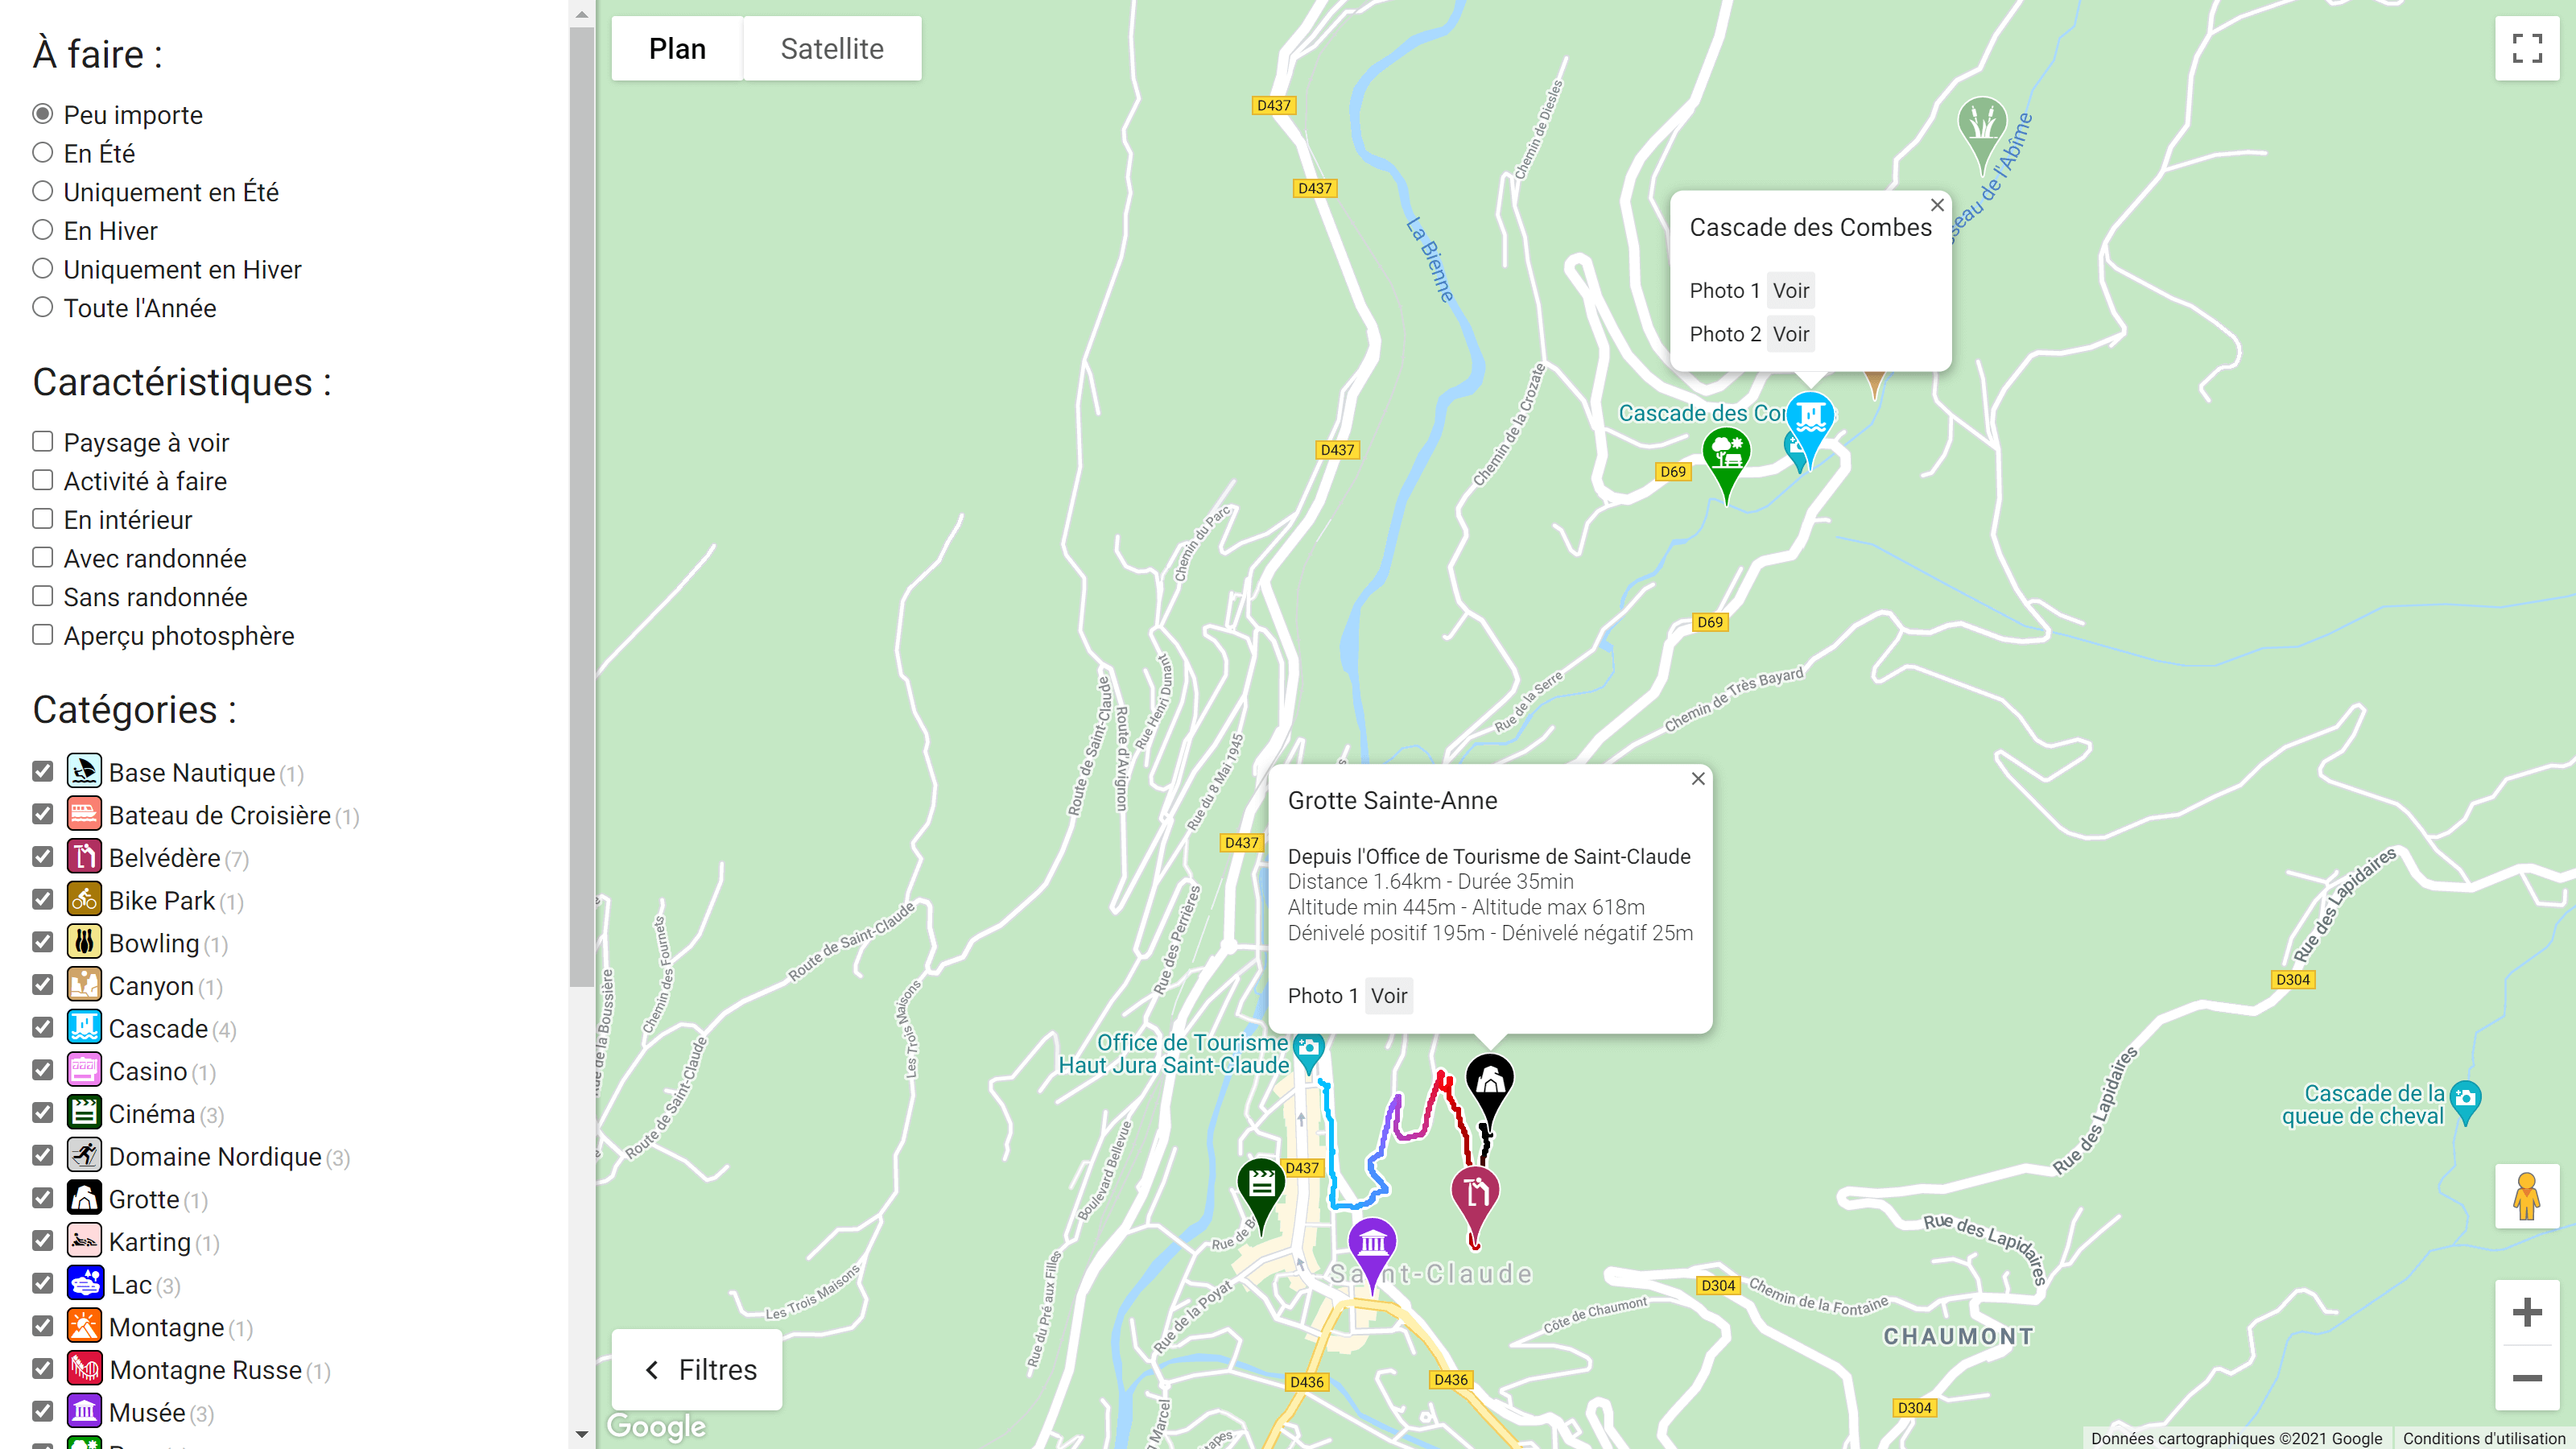 À faire :
Peu importe
En Été
Uniquement en Été
En Hiver
Uniquement en Hiver
Toute l'Année
Caractéristiques :
Paysage à voir
Activité à faire
En intérieur
Avec randonnée
Sans randonnée
Aperçu photosphère
Catégories :
Base Nautique (1)
Bateau de Croisière (1)
Belvédère (7)
Bike Park (1)
Bowling (1)
Canyon (1)
Cascade (4)
Casino (1)
Cinéma (3)
Domaine Nordique (3)
Grotte (1)
Karting (1)
Lac (3)
Montagne (1)
Montagne Russe (1)
Musée (3)
Plan
Satellite
D437
D437
La Bienne
Chemin de Diesles
Cascade des Combes
Photo 1 Voir
Photo 2 Voir
D437
Chemin de la Crozate
D69
Chemin du Parc
D69
Rue de la Serre
Chemin de Très Bayard
Route de Saint-Claude
Route d'Avignon
Rue Henri Dunant
Rue du 8 Mai 1945
D437
Grotte Sainte-Anne
Depuis l'Office de Tourisme de Saint-Claude
Distance 1.64km - Durée 35min
Altitude min 445m - Altitude max 618m
Dénivelé positif 195m - Dénivelé négatif 25m
Photo 1 Voir
Route de Saint-Claude
Rue des Perrières
Chemin des Fournets
Route de Saint-Claude
Les Trois Maisons
Office de Tourisme
Haut Jura Saint-Claude
Rue des Lapidaires
D304
Rue des Lapidaires
Cascade de la
queue de cheval
Boulevard Bellevue
D437
Rue des Lapidaires
Saint-Claude
Rue du Pré aux Filles
Les Trois Maisons
Rue de la Poyat
D304
Chemin de la Fontaine
Côte de Chaumont
CHAUMONT
D436
D436
D304
Filtres
Google
Données cartographiques ©2021 Google
Conditions d'utilisation